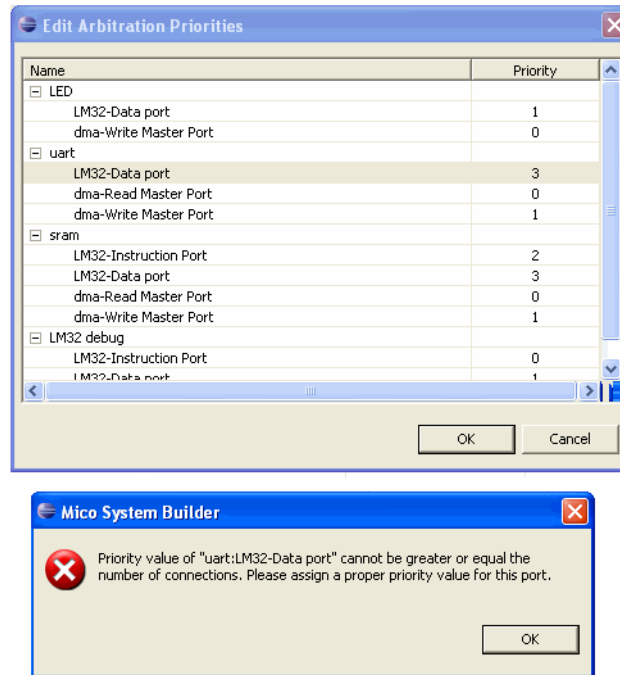 Edit Arbitration Priorities
Name Priority
LED
LM32-Data port 1
dma-Write Master Port 0
uart
LM32-Data port 3
dma-Read Master Port 0
dma-Write Master Port 1
sram
LM32-Instruction Port 2
LM32-Data port 3
dma-Read Master Port 0
dma-Write Master Port 1
LM32 debug
LM32-Instruction Port 0
LM32-Data port 1
OK Cancel
Mico System Builder
Priority value of "uart:LM32-Data port" cannot be greater or equal the
number of connections. Please assign a proper priority value for this port.
OK